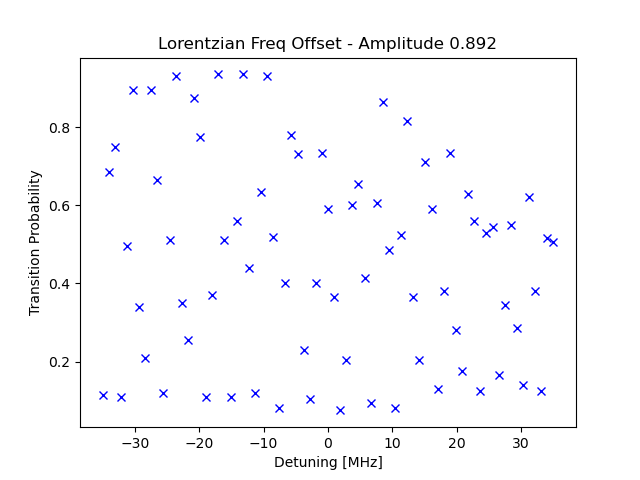 Lorentzian Freq Offset - Amplitude 0.892
Transition Probability
0.8
0.6
0.4
0.2
−30 −20 −10 0 10 20 30
Detuning [MHz]